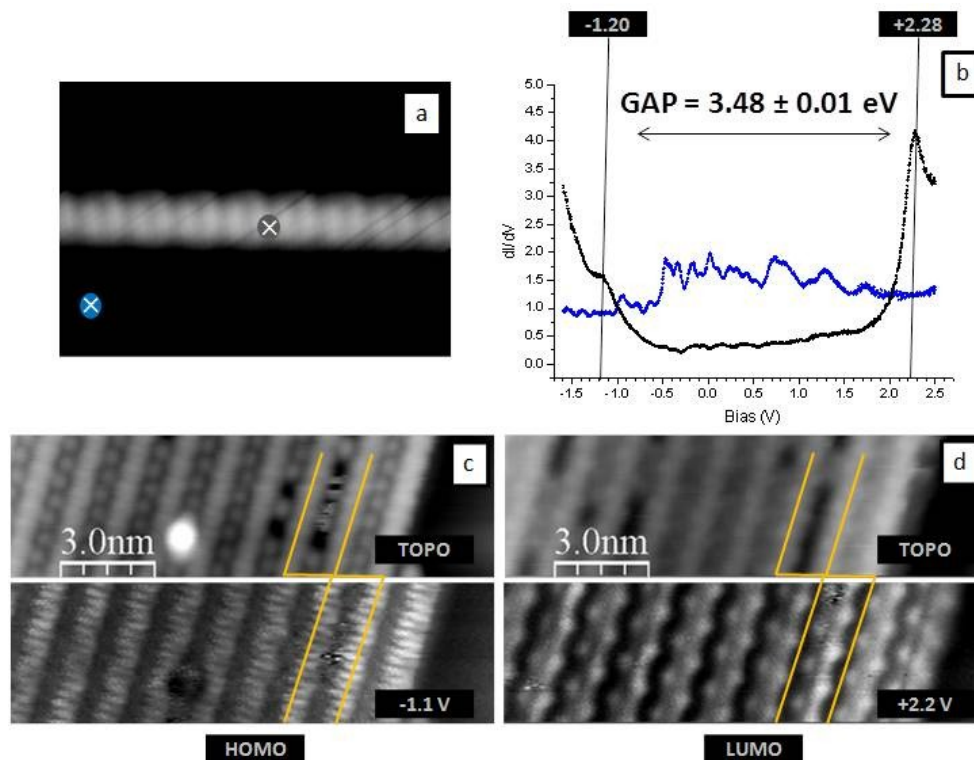 -1.20
+2.28
a
b
GAP = 3.48 ± 0.01 eV
5.0
4.5
4.0
3.5
3.0
2.5
2.0
1.5
1.0
0.5
0.0
dI/dV
-1.5 -1.0 -0.5 0.0 0.5 1.0 1.5 2.0 2.5
Bias (V)
c
3.0nm
TOPO
d
3.0nm
TOPO
-1.1 V
+2.2 V
HOMO
LUMO